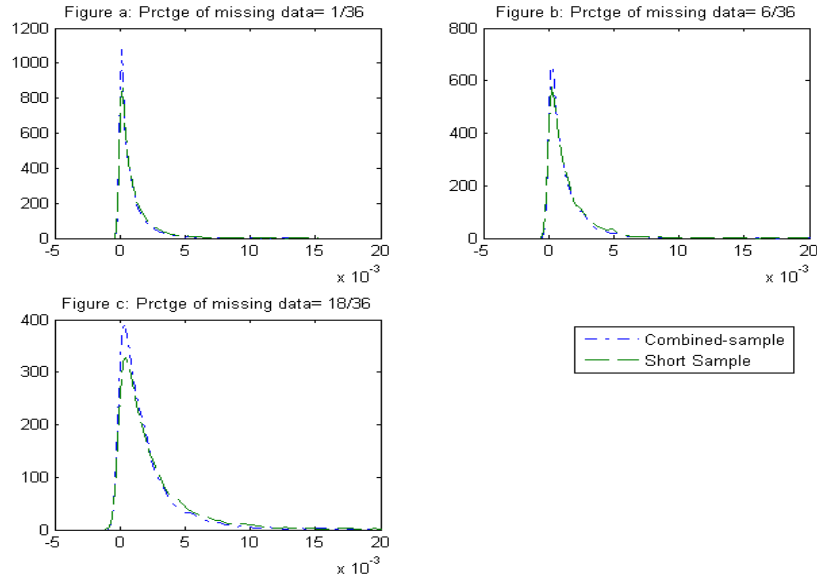 Figure a: Prctge of missing data= 1/36
1200
1000
800
600
400
200
0
-5 0 5 10 15 20
x 10^-3
Figure b: Prctge of missing data= 6/36
800
600
400
200
0
-5 0 5 10 15 20
x 10^-3
Figure c: Prctge of missing data= 18/36
400
300
200
100
0
-5 0 5 10 15 20
x 10^-3
Combined-sample
Short Sample